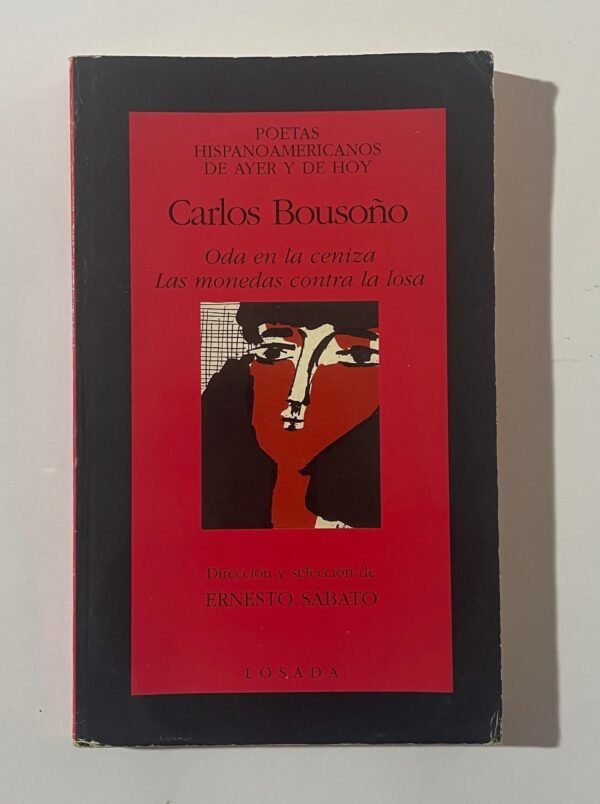 POETAS
HISPANOAMERICANOS
DE AYER Y DE HOY
Carlos Bousoño
Oda en la ceniza
Las monedas contra la losa
Dirección y selección de
ERNESTO SÁBATO
LOSADA